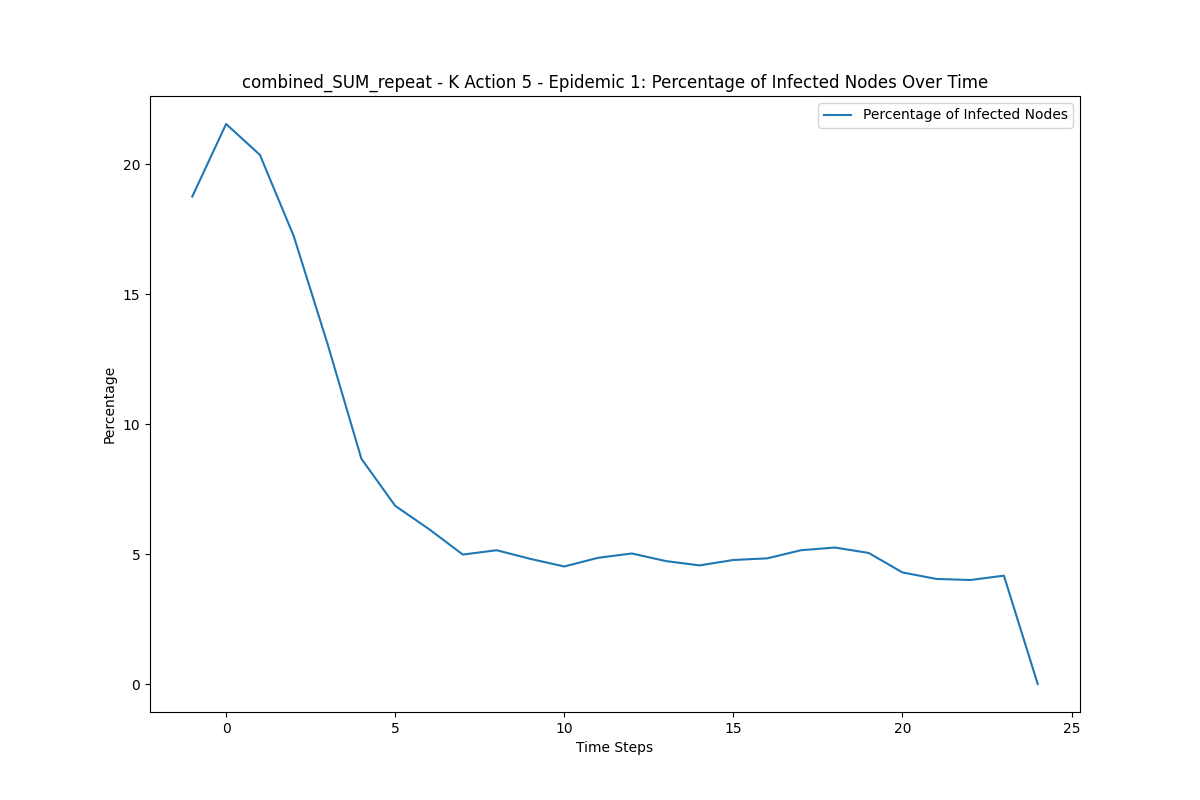 combined_SUM_repeat - K Action 5 - Epidemic 1: Percentage of Infected Nodes Over Time
Percentage of Infected Nodes
20
15
10
5
0
Percentage
0 5 10 15 20 25
Time Steps